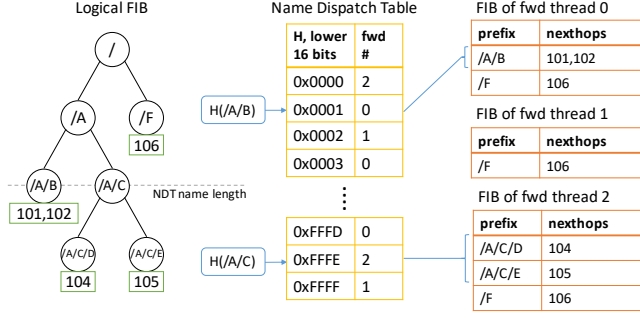 Logical FIB
/
/A
/F
106
/A/B
/A/C
NDT name length
101,102
/A/C/D
/A/C/E
104
105
Name Dispatch Table
H, lower 16 bits fwd #
0x0000 2
0x0001 0
0x0002 1
0x0003 0
0xFFFD 0
0xFFFE 2
0xFFFF 1
H(/A/B)
H(/A/C)
FIB of fwd thread 0
prefix nexthops
/A/B 101,102
/F 106
FIB of fwd thread 1
prefix nexthops
/F 106
FIB of fwd thread 2
prefix nexthops
/A/C/D 104
/A/C/E 105
/F 106